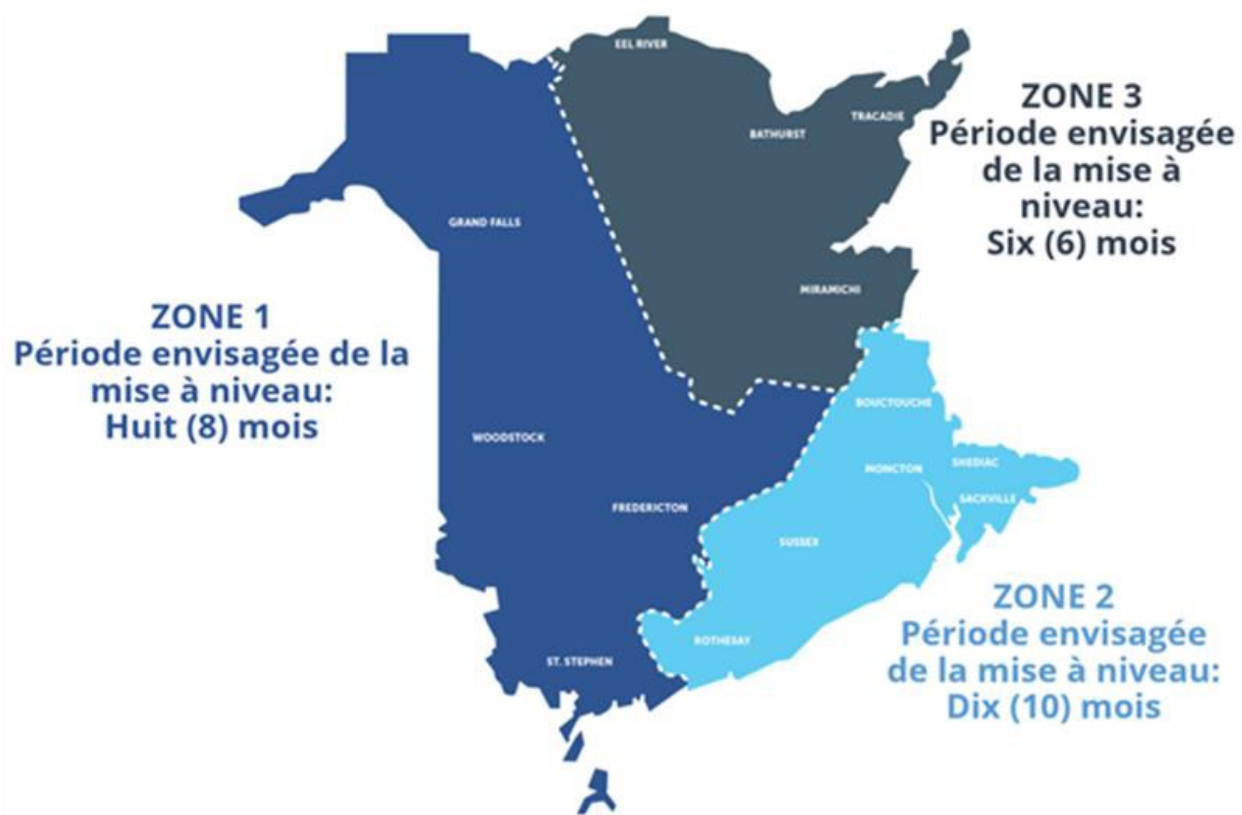 EEL RIVER
TRACADIE
BATHURST
ZONE 3
Période envisagée
de la mise à
niveau:
Six (6) mois
GRAND FALLS
MIRAMICHI
ZONE 1
Période envisagée de la
mise à niveau:
Huit (8) mois
BOUCTOUCHE
WOODSTOCK
MONCTON
SHEDIAC
SACKVILLE
FREDERICTON
SUSSEX
ZONE 2
Période envisagée
de la mise à niveau:
Dix (10) mois
ROTHESAY
ST. STEPHEN